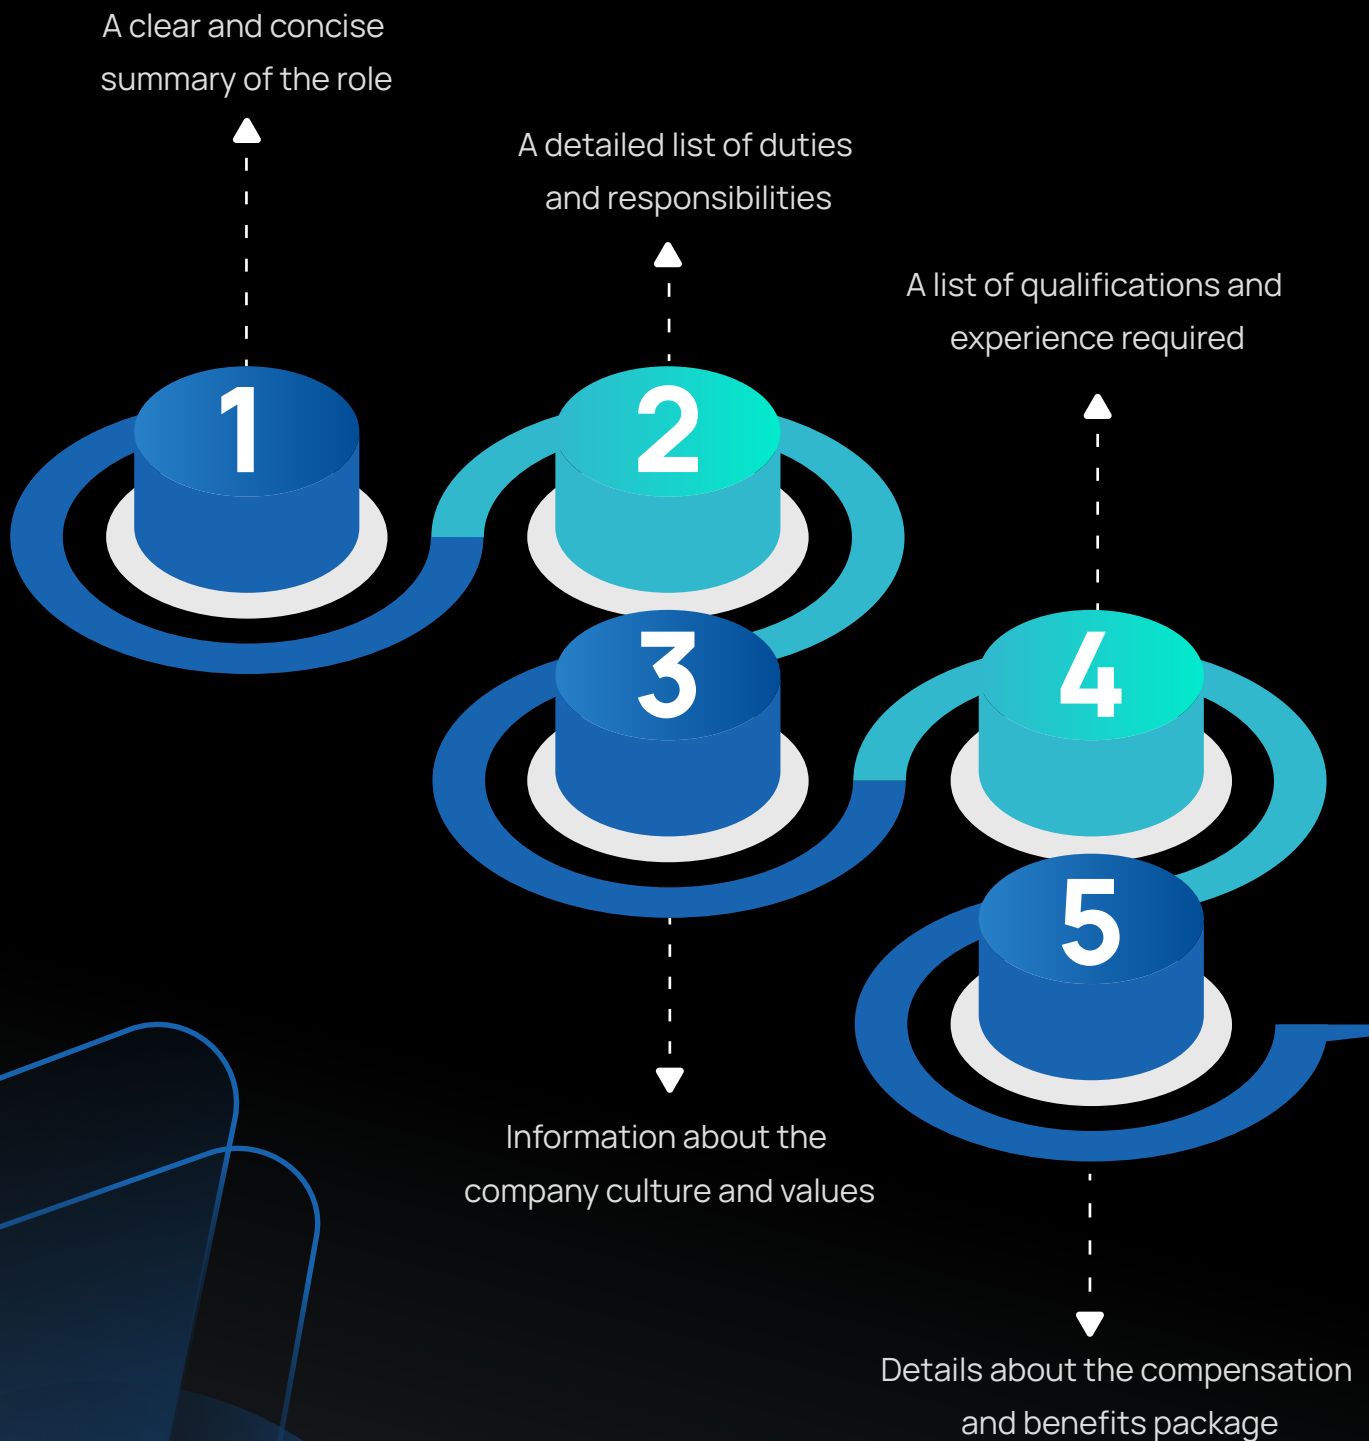 A clear and concise
summary of the role
1
A detailed list of duties
and responsibilities
2
3
Information about the
company culture and values
A list of qualifications and
experience required
4
5
Details about the compensation
and benefits package